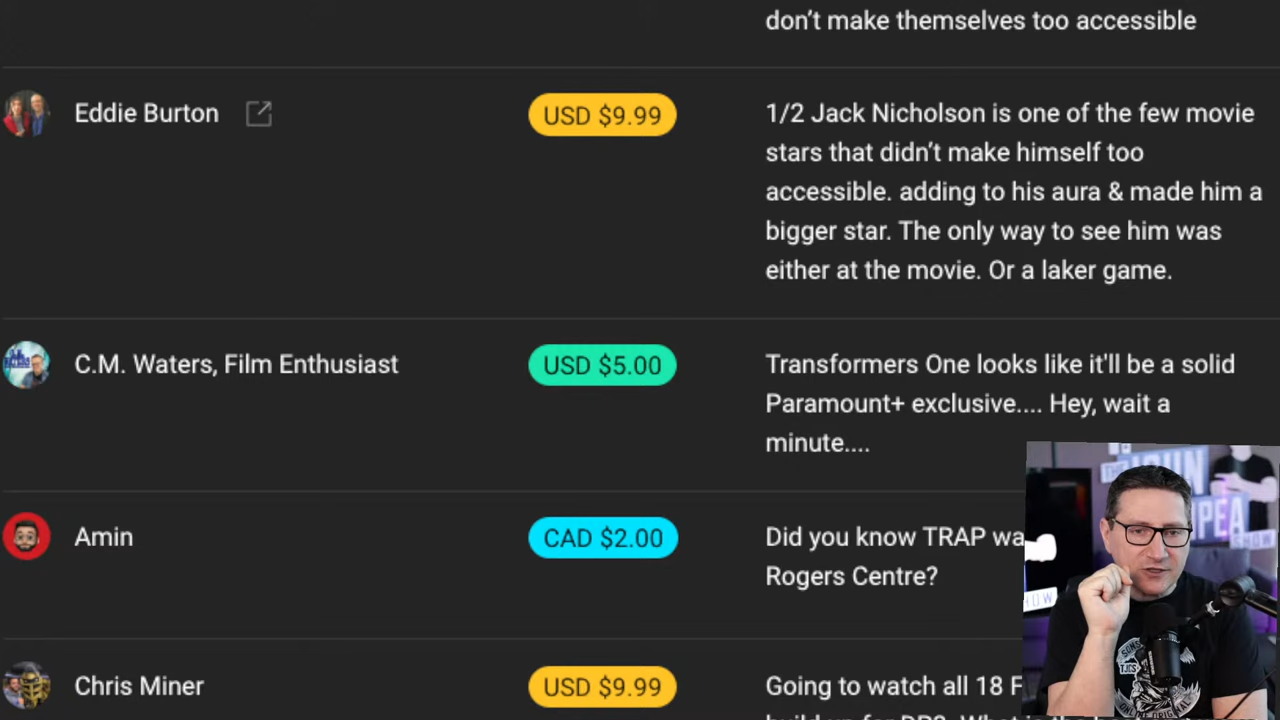 don't make themselves too accessible
Eddie Burton
USD $9.99
1/2 Jack Nicholson is one of the few movie
stars that didn't make himself too
accessible. adding to his aura & made him a
bigger star. The only way to see him was
either at the movie. Or a laker game.
C.M. Waters, Film Enthusiast
USD $5.00
Transformers One looks like it'll be a solid
Paramount+ exclusive.... Hey, wait a
minute....
Amin
CAD $2.00
Did you know TRAP wa
Rogers Centre?
Chris Miner
USD $9.99
Going to watch all 18 F